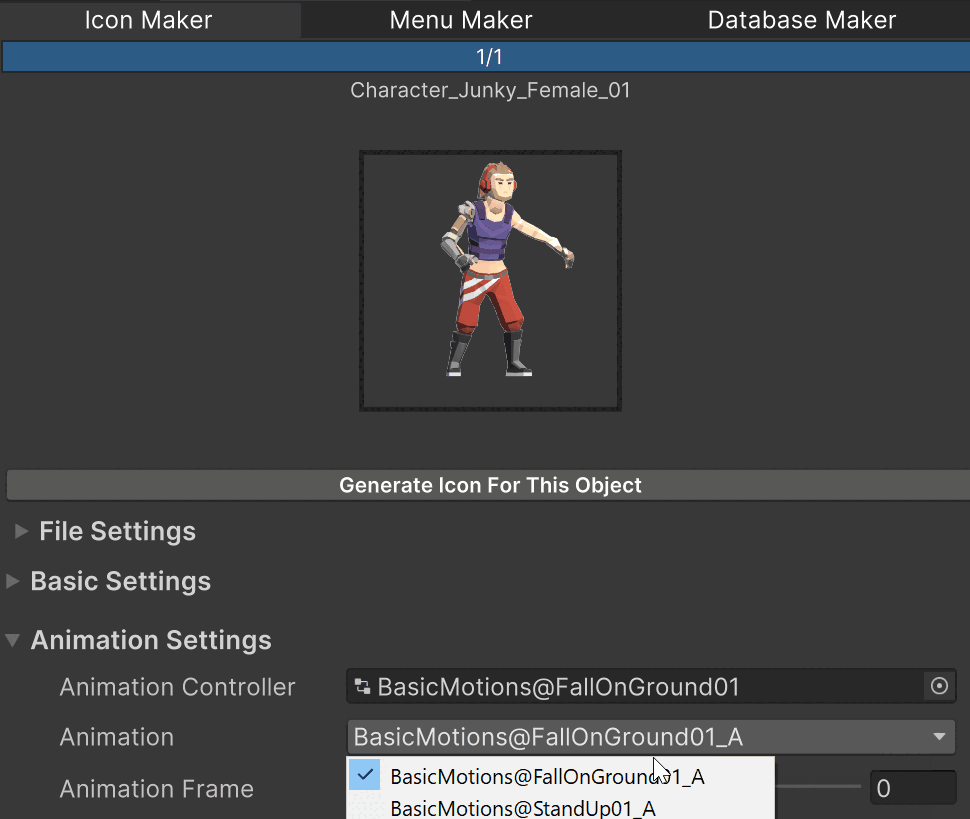 Icon Maker Menu Maker Database Maker
1/1
Character_Junky_Female_01
Generate Icon For This Object
File Settings
Basic Settings
Animation Settings
Animation Controller BasicMotions@FallOnGround01
Animation BasicMotions@FallOnGround01_A
BasicMotions@FallOnGround01_A
Animation Frame 0
BasicMotions@StandUp01_A